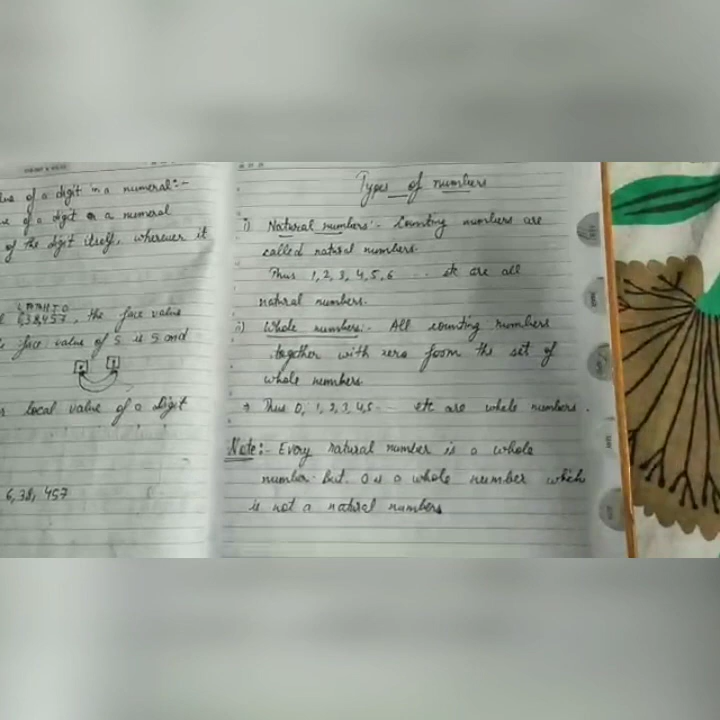 lue of a digit in a numeral:-
e of a digit in a numeral
of the digit itself, wherever it
L TTH TH H T O
6,38,457, the face value
face value of 5 is 5 and
local value of a digit
6,38,457
Types of numbers
i) Natural numbers:- Counting numbers are
called natural numbers.
Thus 1,2,3,4,5,6 ... etc are all
natural numbers.
ii) Whole numbers:- All counting numbers
together with zero foom the set of
whole numbers.
→ Thus 0,1,2,3,4,5 --- etc are whole numbers.
Note:- Every natural number is a whole
number. But 0 is a whole number which
is not a natural numbers